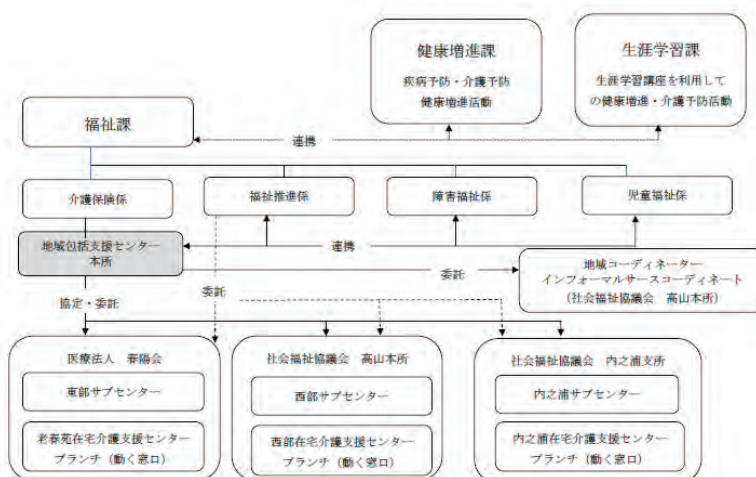 健康増進課
疾病予防・介護予防
健康増進活動
生涯学習課
生涯学習講座を利用して
の健康増進・介護予防活動
福祉課
連携
介護保険係
福祉推進係
障害福祉係
児童福祉係
地域包括支援センター
本所
連携
委託
地域コーディネーター
インフォーマルサースコーディネート
(社会福祉協議会 高山本所)
協定・委託
委託
医療法人 春陽会
東部サブセンター
老春苑在宅介護支援センター
ブランチ(動く窓口)
社会福祉協議会 高山本所
西部サブセンター
西部在宅介護支援センター
ブランチ(動く窓口)
社会福祉協議会 内之浦支所
内之浦サブセンター
内之浦在宅介護支援センター
ブランチ(動く窓口)